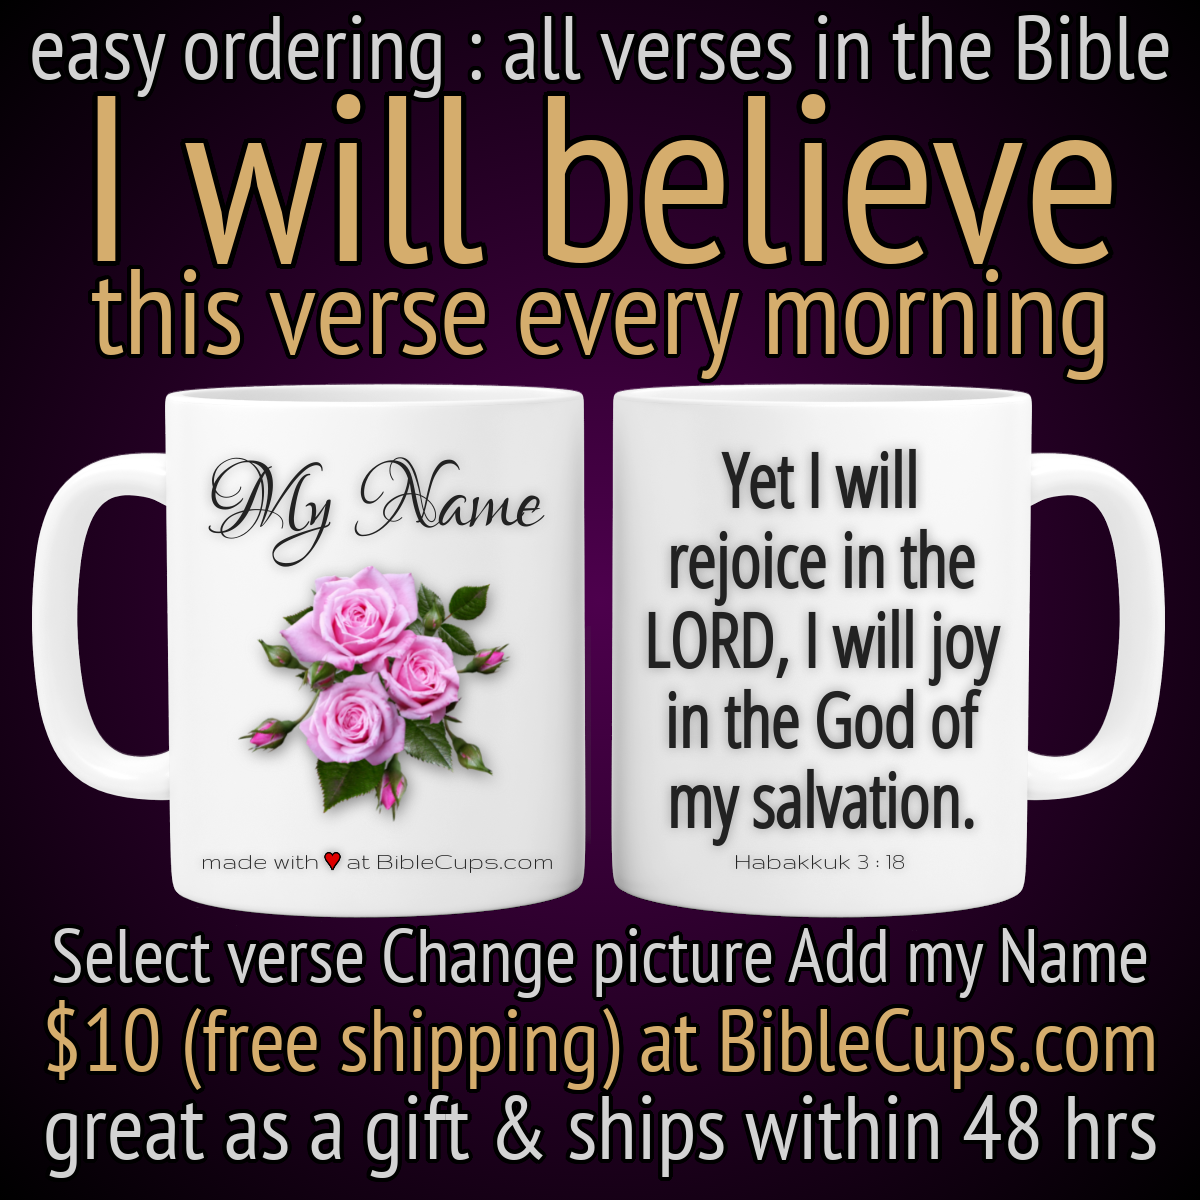 easy ordering : all verses in the Bible
I will believe
this verse every morning
My Name
made with ♥ at BibleCups.com
Yet I will
rejoice in the
LORD, I will joy
in the God of
my salvation.
Habakkuk 3 : 18
Select verse Change picture Add my Name
$10 (free shipping) at BibleCups.com
great as a gift & ships within 48 hrs